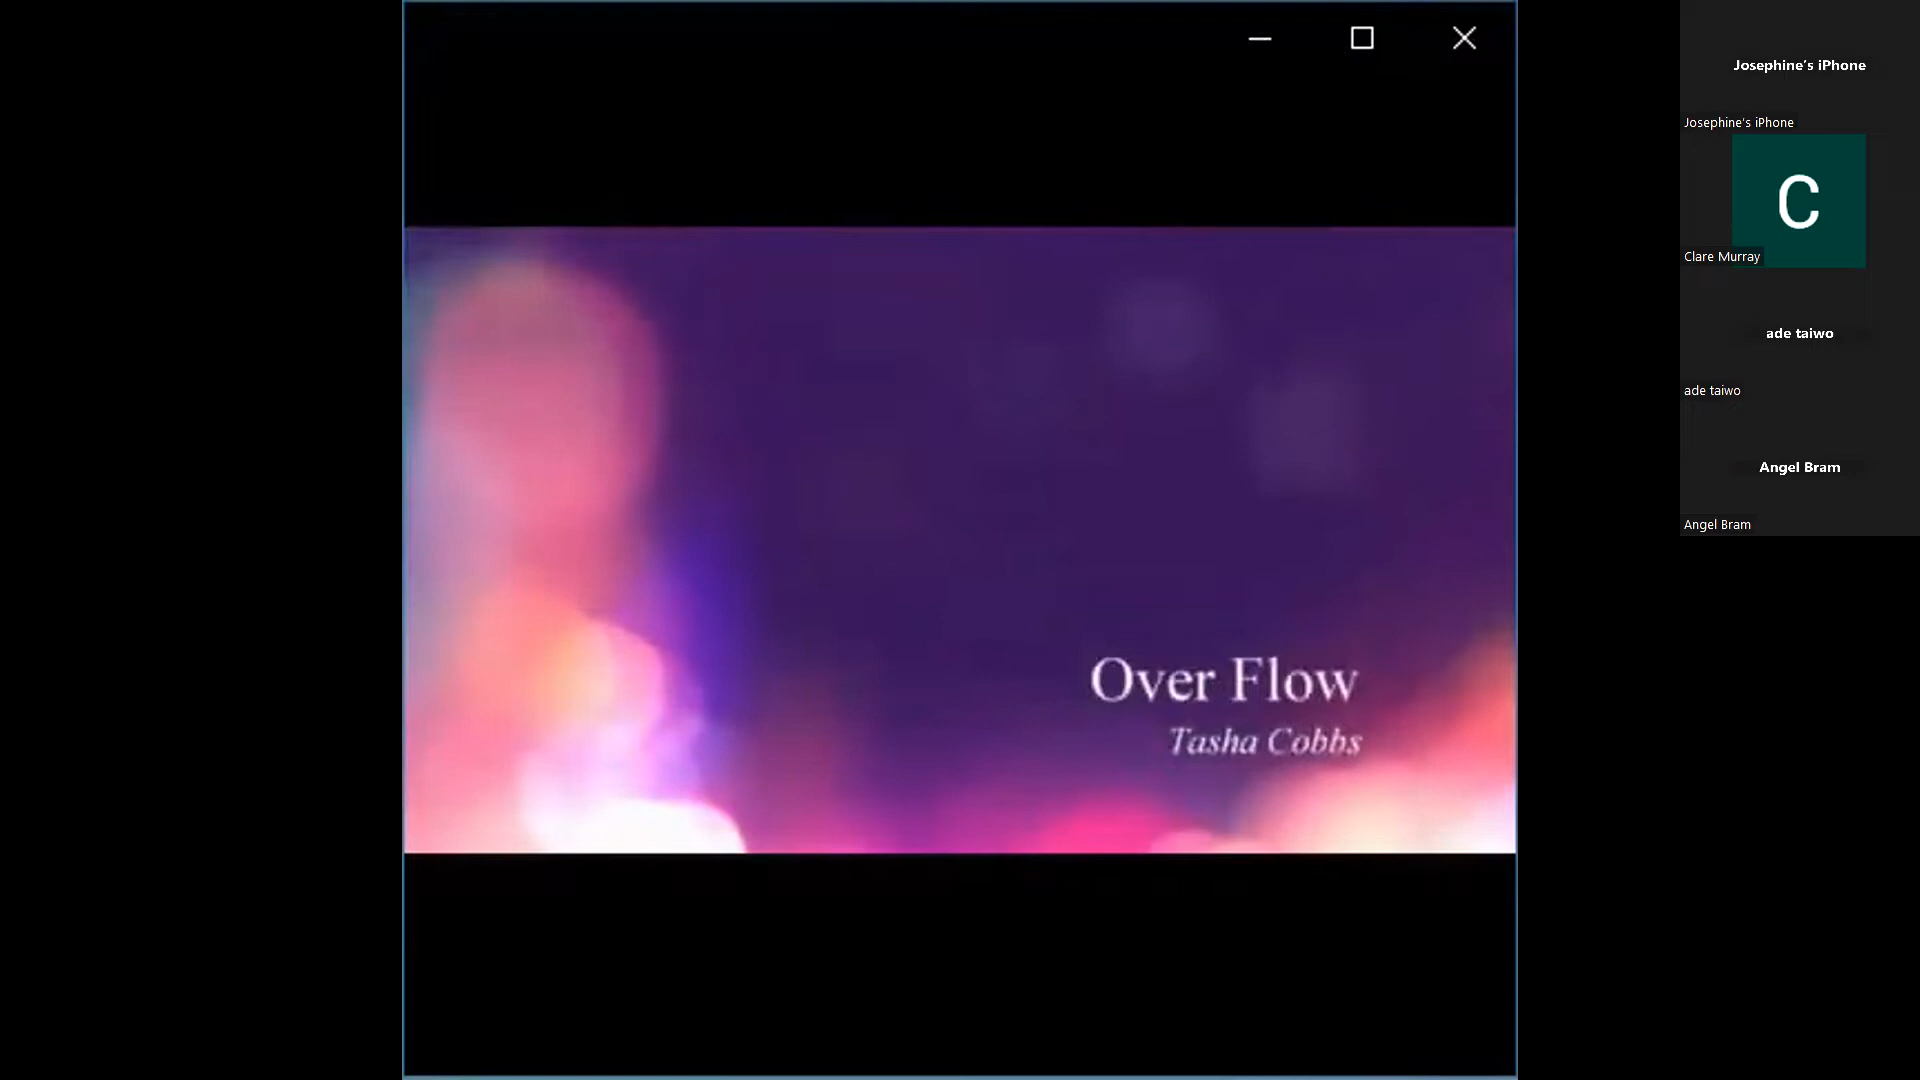 Over Flow
Tasha Cobbs
Josephine's iPhone
Josephine's iPhone
C
Clare Murray
ade taiwo
ade taiwo
Angel Bram
Angel Bram